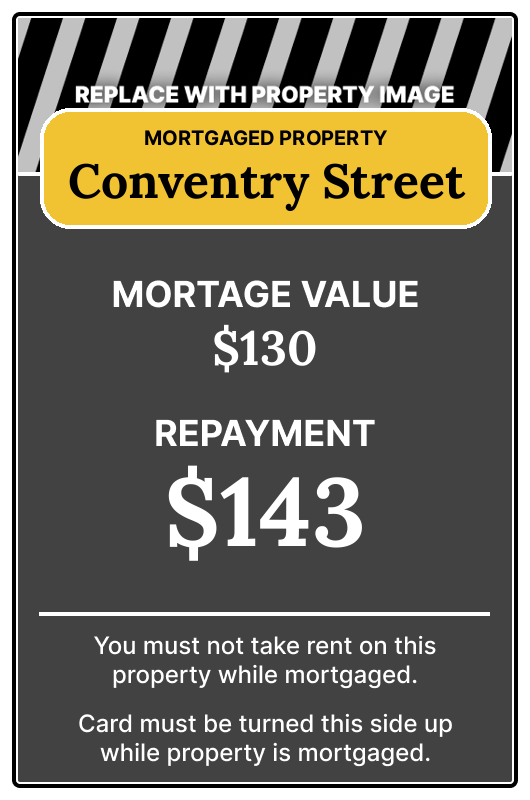 REPLACE WITH PROPERTY IMAGE
MORTGAGED PROPERTY
Conventry Street
MORTAGE VALUE
$130
REPAYMENT
$143
You must not take rent on this
property while mortgaged.
Card must be turned this side up
while property is mortgaged.